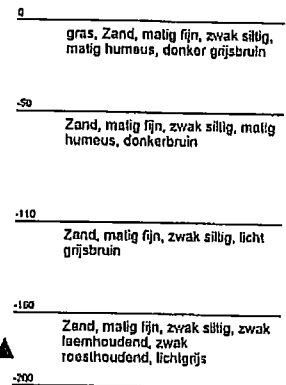 0
gras, Zand, matig fijn, zwak siltig,
matig humeus, donker grijsbruin
-50
Zand, matig fijn, zwak siltig, matig
humeus, donkerbruin
-110
Zand, matig fijn, zwak siltig, licht
grijsbruin
-160
Zand, matig fijn, zwak siltig, zwak
leemhoudend, zwak
roesthoudend, lichtgrijs
-200